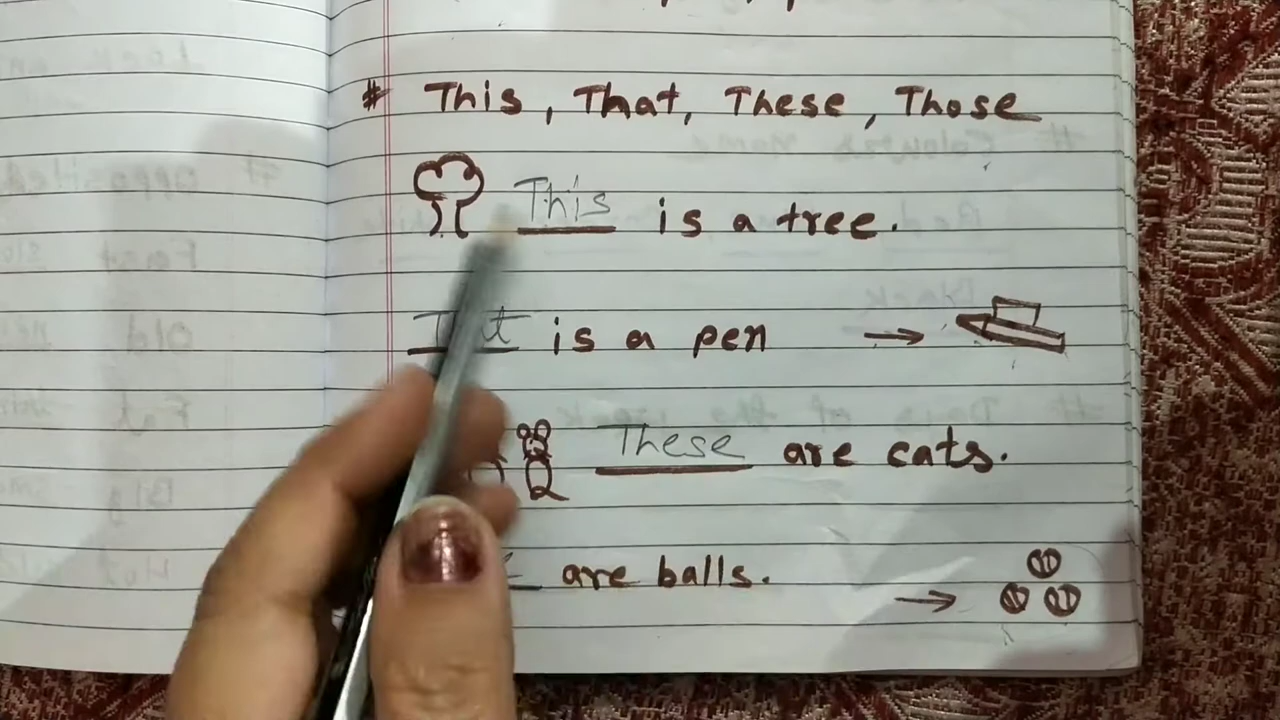 # This, That, These, Those
This is a tree.
is a pen →
These are cats.
are balls. →